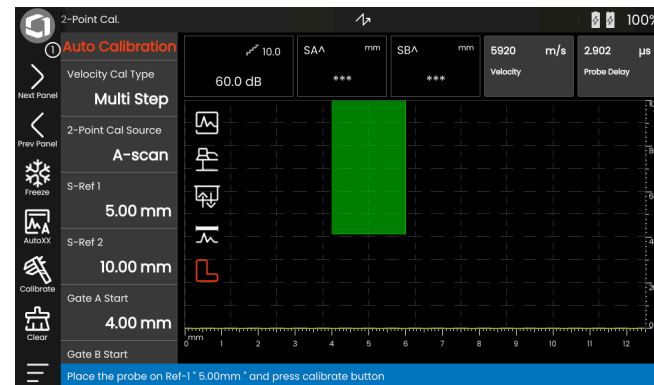 2-Point Cal.
100%
1
Auto Calibration
10.0
60.0 dB
SA^ mm
***
SB^ mm
***
5920 m/s
Velocity
2.902 µs
Probe Delay
Next Panel
Velocity Cal Type
Multi Step
Prev Panel
2-Point Cal Source
A-scan
Freeze
S-Ref 1
5.00 mm
AutoXX
S-Ref 2
10.00 mm
Calibrate
Gate A Start
4.00 mm
Clear
Gate B Start
mm
0 1 2 3 4 5 6 7 8 9 10 11 12
Place the probe on Ref-1 " 5.00mm " and press calibrate button